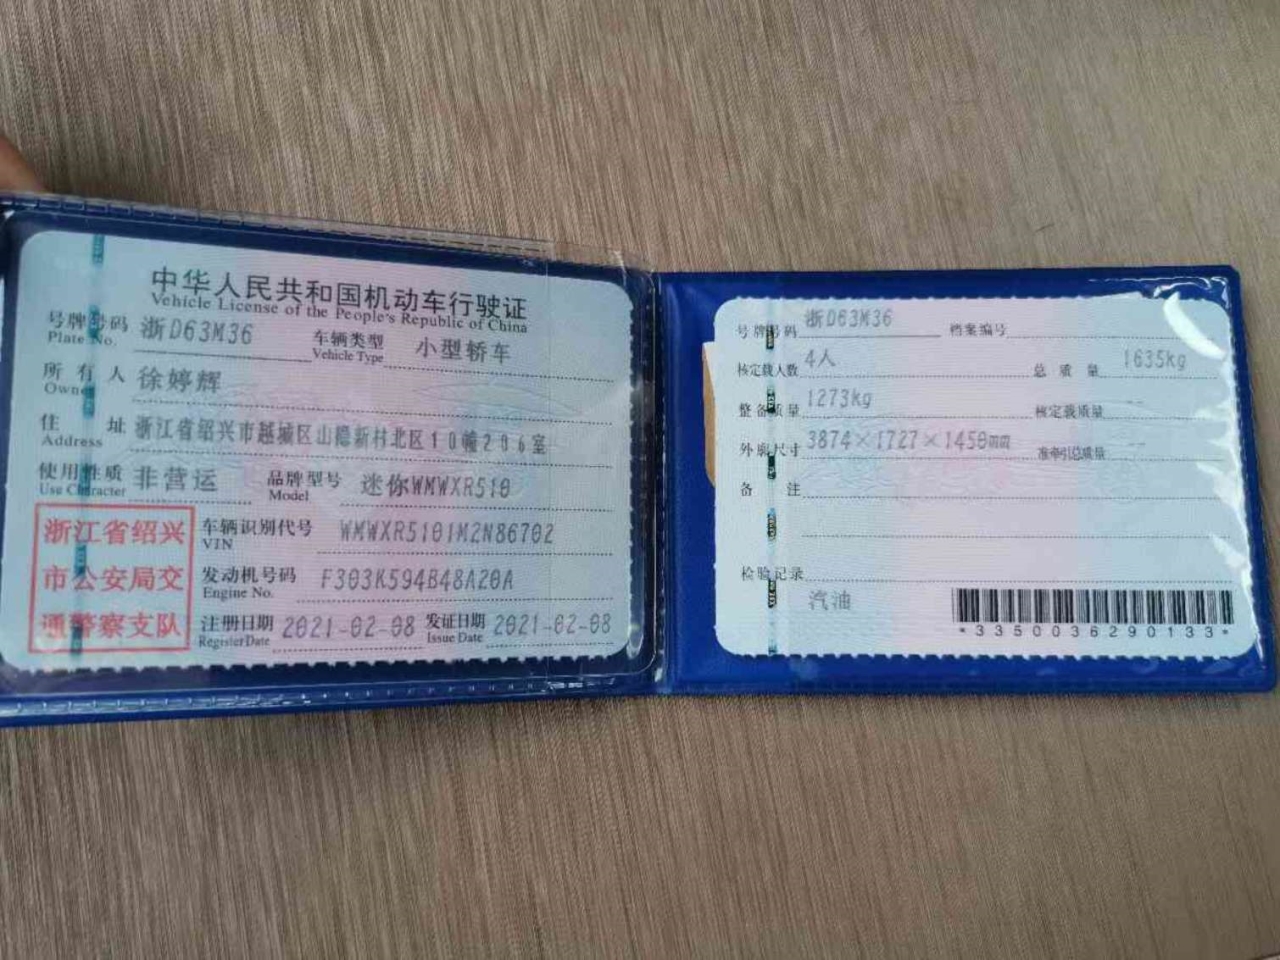 中华人民共和国机动车行驶证
Vehicle License of the People's Republic of China
号牌号码 浙D63M36 车辆类型 小型轿车
Plate No. Vehicle Type
所有人 徐婷辉
Owner
住址 浙江省绍兴市越城区山隐新村北区10幢206室
Address
使用性质 非营运 品牌型号 迷你WMWXR510
Use Character Model
浙江省绍兴
市公安局交
通警察支队
车辆识别代号 WMWXR5101M2N86702
VIN
发动机号码 F303K594B48A20A
Engine No.
注册日期 2021-02-08 发证日期 2021-02-08
Register Date Issue Date
号牌号码 浙D63M36 档案编号
核定载人数 4人 总质量 1635kg
整备质量 1273kg 核定载质量 --
外廓尺寸 3874×1727×1450mm 准牵引总质量 --
备注
检验记录
汽油
*3350036290133*